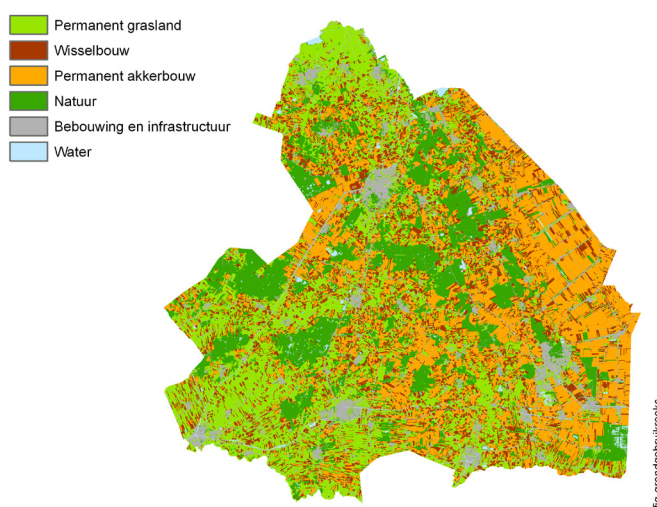 Permanent grasland
Wisselbouw
Permanent akkerbouw
Natuur
Bebouwing en infrastructuur
Water